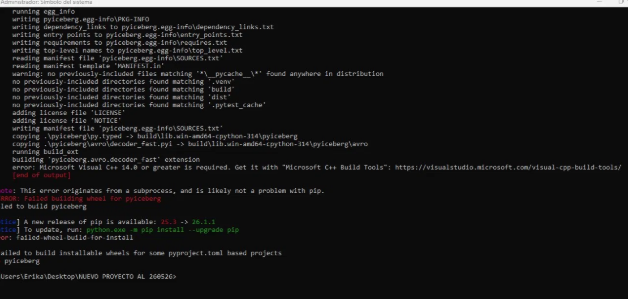 Administrador: Símbolo del sistema
running egg_info
writing pyiceberg.egg-info\PKG-INFO
writing dependency_links to pyiceberg.egg-info\dependency_links.txt
writing entry points to pyiceberg.egg-info\entry_points.txt
writing requirements to pyiceberg.egg-info\requires.txt
writing top-level names to pyiceberg.egg-info\top_level.txt
reading manifest file 'pyiceberg.egg-info\SOURCES.txt'
reading manifest template 'MANIFEST.in'
warning: no previously-included files matching '*\__pycache__\*' found anywhere in distribution
no previously-included directories found matching '.venv'
no previously-included directories found matching 'build'
no previously-included directories found matching 'dist'
no previously-included directories found matching '.pytest_cache'
adding license file 'LICENSE'
adding license file 'NOTICE'
writing manifest file 'pyiceberg.egg-info\SOURCES.txt'
copying .\pyiceberg\py.typed -> build\lib.win-amd64-cpython-314\pyiceberg
copying .\pyiceberg\avro\decoder_fast.pyi -> build\lib.win-amd64-cpython-314\pyiceberg\avro
running build_ext
building 'pyiceberg.avro.decoder_fast' extension
error: Microsoft Visual C++ 14.0 or greater is required. Get it with "Microsoft C++ Build Tools": https://visualstudio.microsoft.com/visual-cpp-build-tools/
[end of output]
ote: This error originates from a subprocess, and is likely not a problem with pip.
RROR: Failed building wheel for pyiceberg
led to build pyiceberg
tice] A new release of pip is available: 25.3 -> 26.1.1
tice] To update, run: python.exe -m pip install --upgrade pip
or: failed-wheel-build-for-install
ailed to build installable wheels for some pyproject.toml based projects
pyiceberg
Users\Erika\Desktop\NUEVO PROYECTO AL 260526>